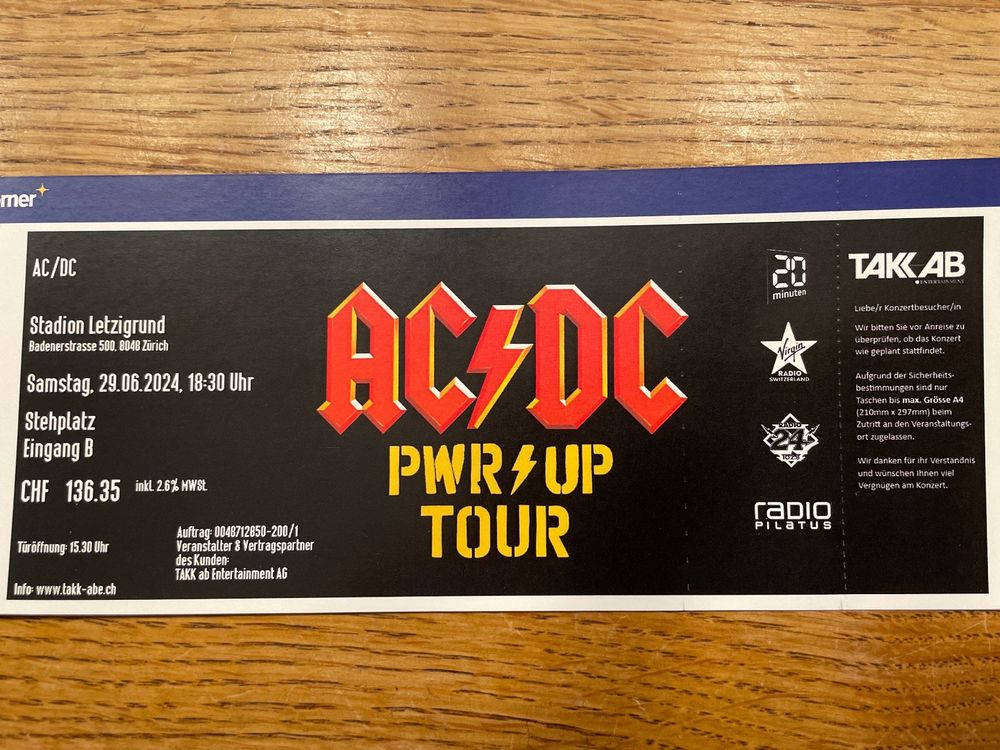 AC/DC
Stadion Letzigrund
Badenerstrasse 500, 8048 Zürich
Samstag, 29.06.2024, 18:30 Uhr
Stehplatz
Eingang B
CHF 136.35 inkl. 2.6% MWSt.
Türöffnung: 15.30 Uhr
Auftrag: 0048712850-200/1
Veranstalter & Vertragspartner
des Kunden:
TAKK ab Entertainment AG
Info: www.takk-abe.ch
AC DC
PWR UP
TOUR
20
minuten
Virgin
RADIO
SWITZERLAND
RADIO
24
102.8
RADIO
PILATUS
TAKK AB
ENTERTAINMENT
Liebe/r Konzertbesucher/in
Wir bitten Sie vor Anreise zu
überprüfen, ob das Konzert
wie geplant stattfindet.
Aufgrund der Sicherheits-
bestimmungen sind nur
Taschen bis max. Grösse A4
(210mm x 297mm) beim
Zutritt an den Veranstaltungs-
ort zugelassen.
Wir danken für ihr Verständnis
und wünschen Ihnen viel
Vergnügen am Konzert.